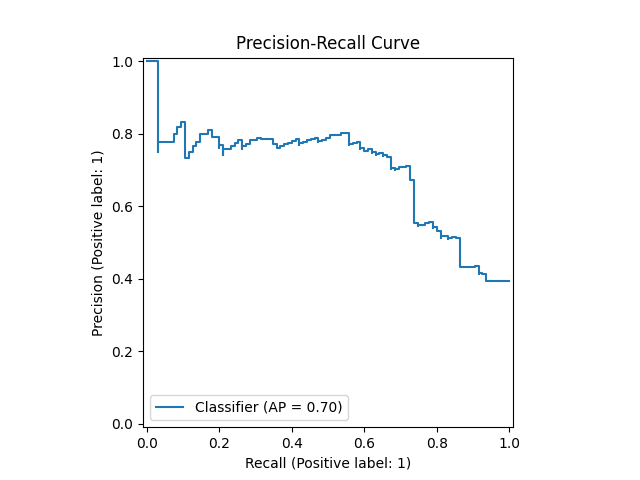 Precision-Recall Curve
1.0
0.8
0.6
0.4
0.2
0.0
Precision (Positive label: 1)
Classifier (AP = 0.70)
0.0 0.2 0.4 0.6 0.8 1.0
Recall (Positive label: 1)